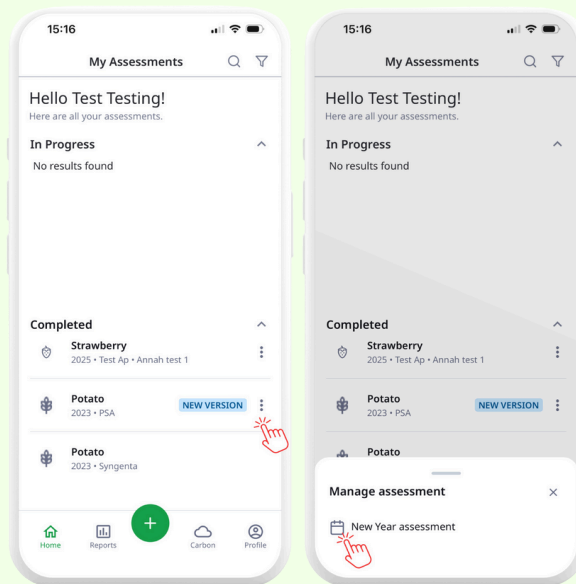 15:16
My Assessments
Hello Test Testing!
Here are all your assessments.
In Progress
No results found
Completed
Strawberry
2025 • Test Ap • Annah test 1
Potato
2023 • PSA
NEW VERSION
Potato
2023 • Syngenta
Home
Reports
Carbon
Profile
15:16
My Assessments
Hello Test Testing!
Here are all your assessments.
In Progress
No results found
Completed
Strawberry
2025 • Test Ap • Annah test 1
Potato
2023 • PSA
NEW VERSION
Potato
Manage assessment
New Year assessment